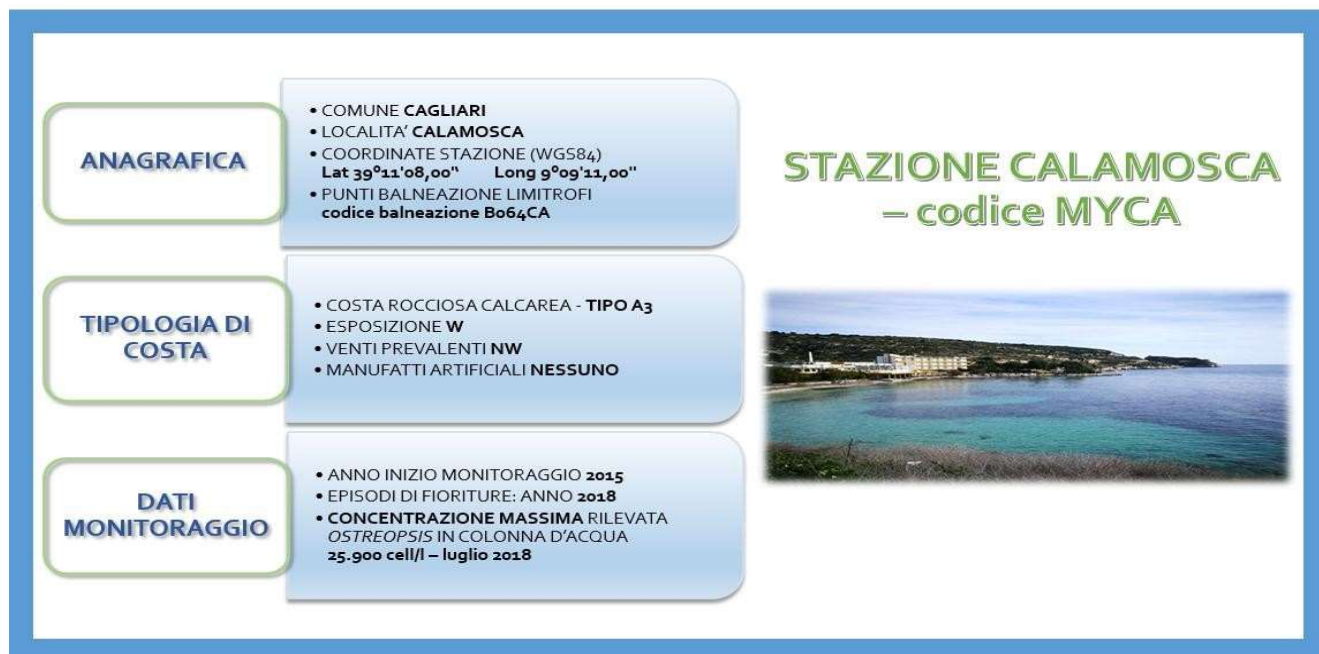 ANAGRAFICA
• COMUNE CAGLIARI
• LOCALITA' CALAMOSCA
• COORDINATE STAZIONE (WGS84)
Lat 39°11'08,00" Long 9°09'11,00"
• PUNTI BALNEAZIONE LIMITROFI
codice balneazione B064CA
STAZIONE CALAMOSCA
– codice MYCA
TIPOLOGIA DI
COSTA
• COSTA ROCCIOSA CALCAREA - TIPO A3
• ESPOSIZIONE W
• VENTI PREVALENTI NW
• MANUFATTI ARTIFICIALI NESSUNO
DATI
MONITORAGGIO
• ANNO INIZIO MONITORAGGIO 2015
• EPISODI DI FIORITURE: ANNO 2018
• CONCENTRAZIONE MASSIMA RILEVATA
OSTREOPSIS IN COLONNA D'ACQUA
25.900 cell/l – luglio 2018